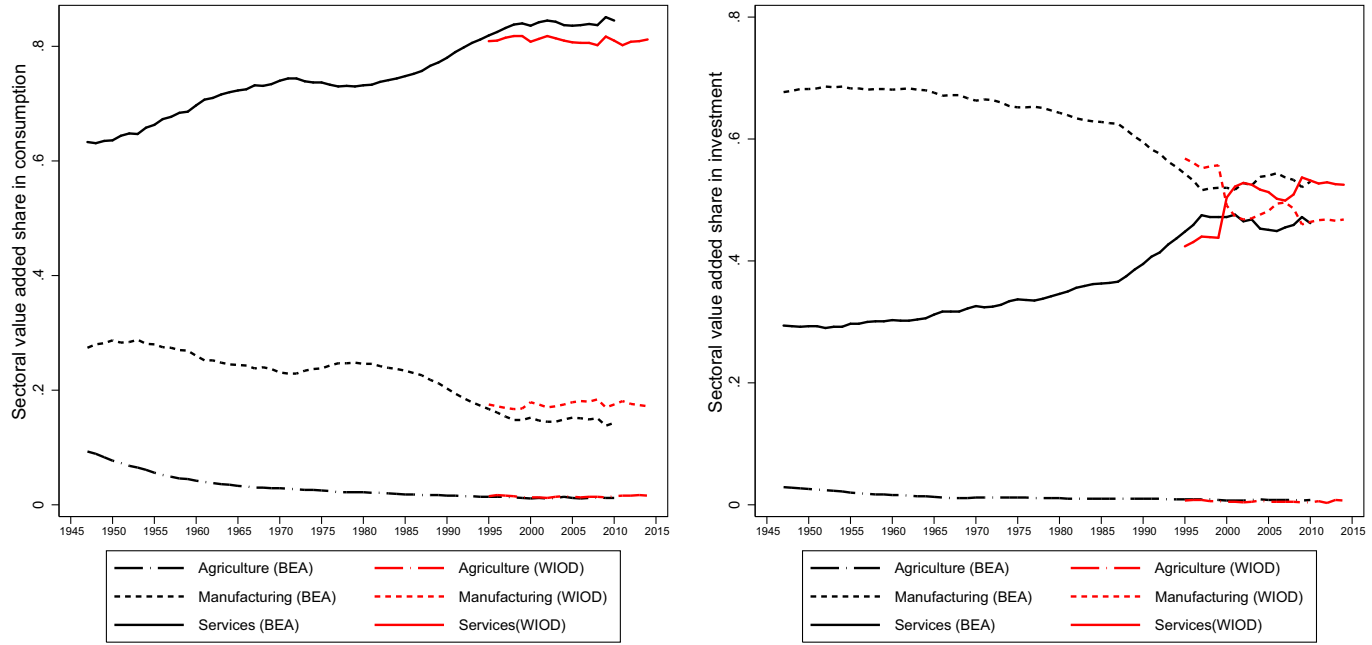 Sectoral value added share in consumption
.8
.6
.4
.2
0
1945 1950 1955 1960 1965 1970 1975 1980 1985 1990 1995 2000 2005 2010 2015
Agriculture (BEA) Agriculture (WIOD)
Manufacturing (BEA) Manufacturing (WIOD)
Services (BEA) Services(WIOD)
Sectoral value added share in investment
.8
.6
.4
.2
0
1945 1950 1955 1960 1965 1970 1975 1980 1985 1990 1995 2000 2005 2010 2015
Agriculture (BEA) Agriculture (WIOD)
Manufacturing (BEA) Manufacturing (WIOD)
Services (BEA) Services(WIOD)